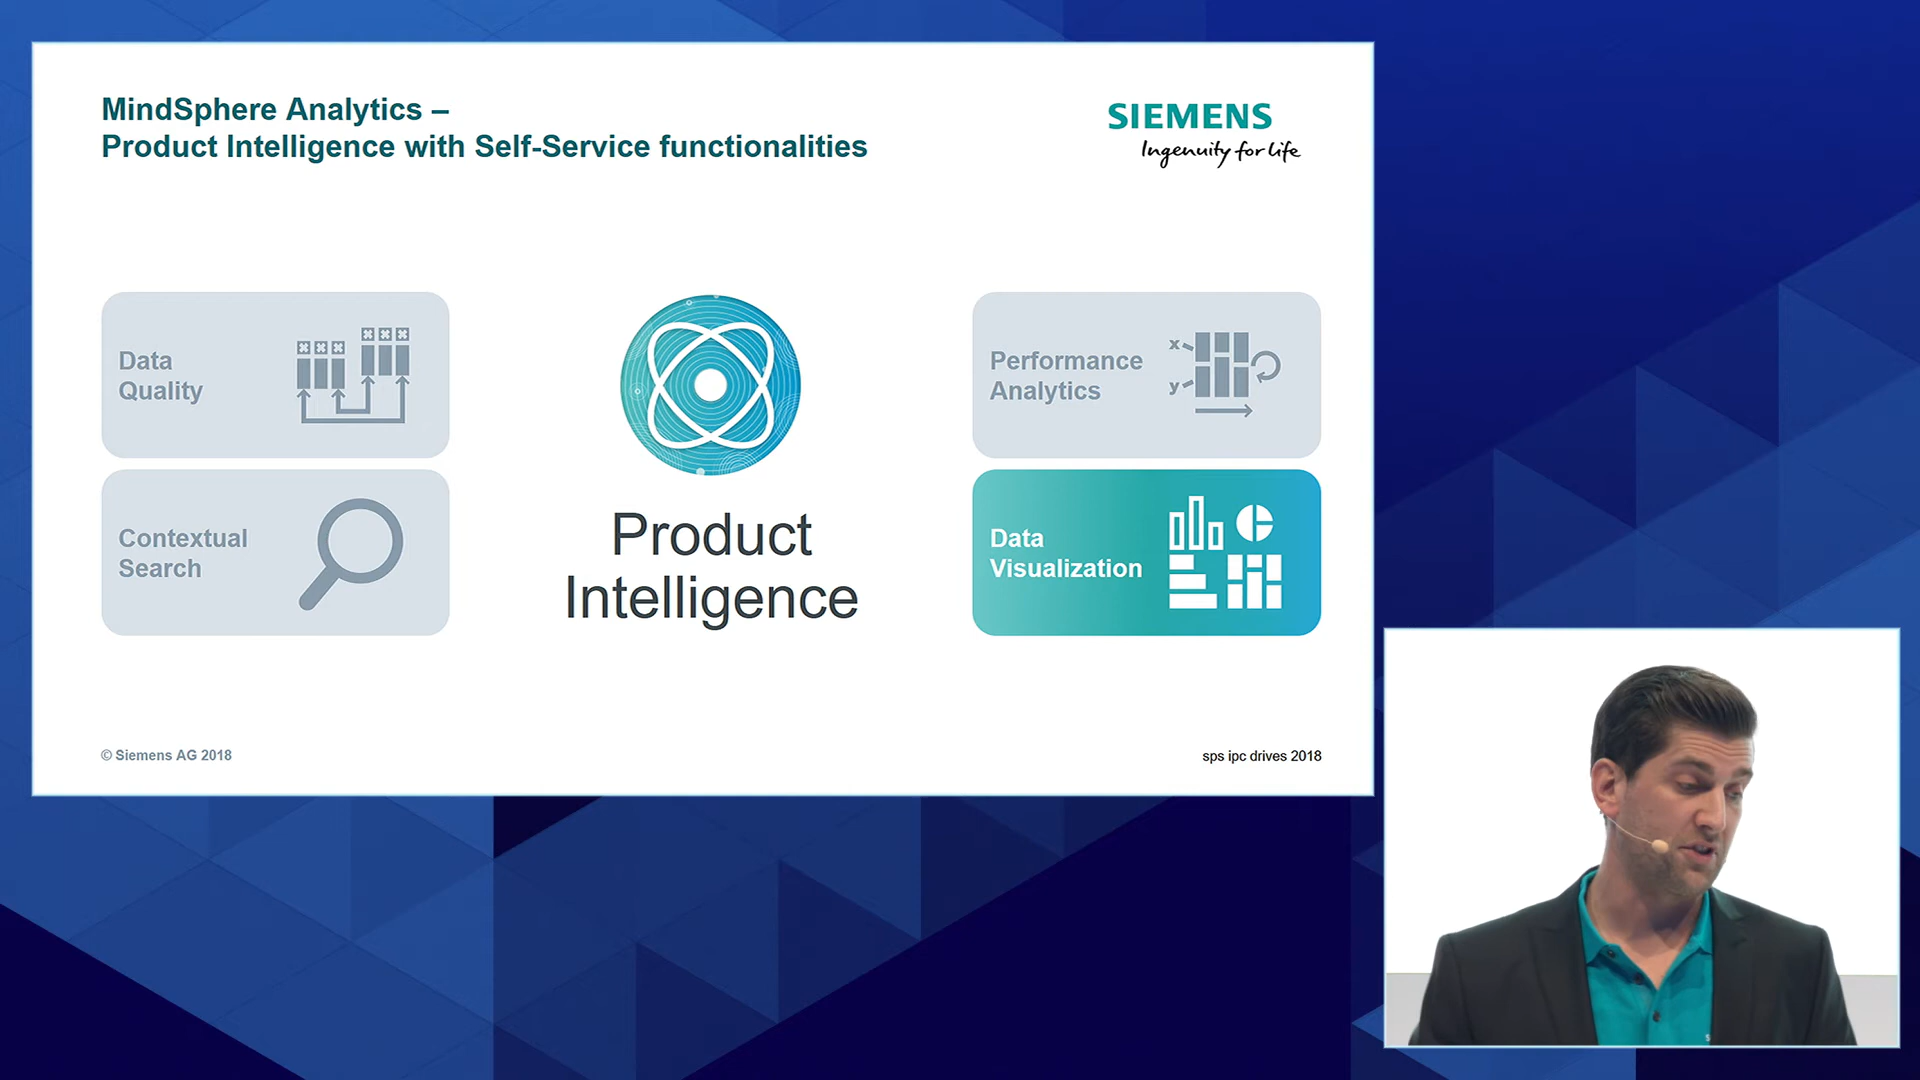 MindSphere Analytics –
Product Intelligence with Self-Service functionalities
SIEMENS
Ingenuity for life
Data
Quality
Contextual
Search
Product
Intelligence
Performance
Analytics
x
y
Data
Visualization
© Siemens AG 2018
sps ipc drives 2018